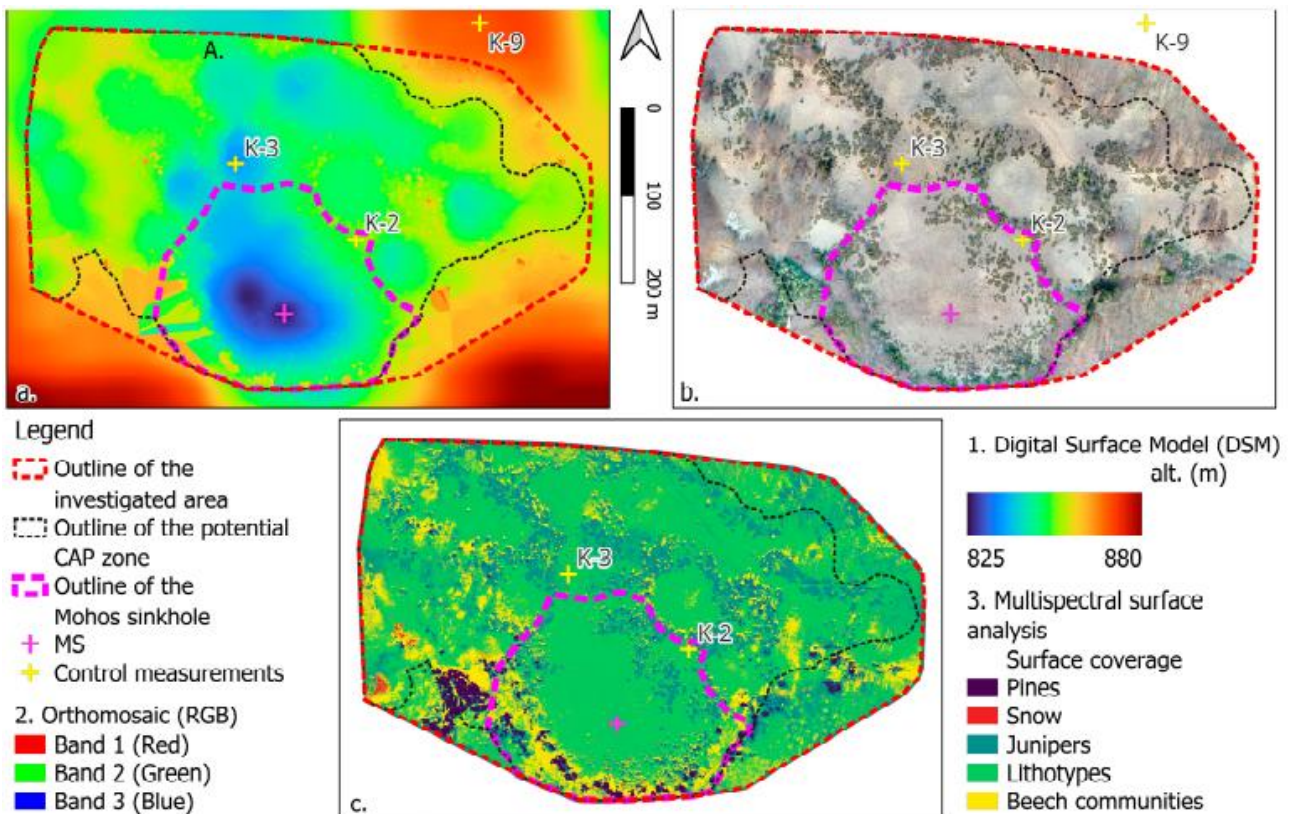 A.
K-9
K-3
K-2
a.
0
100
200 m
K-9
K-3
K-2
b.
Legend
Outline of the
investigated area
Outline of the potential
CAP zone
Outline of the
Mohos sinkhole
MS
Control measurements
2. Orthomosaic (RGB)
Band 1 (Red)
Band 2 (Green)
Band 3 (Blue)
K-3
K-2
c.
1. Digital Surface Model (DSM)
alt. (m)
825 880
3. Multispectral surface
analysis
Surface coverage
Pines
Snow
Junipers
Lithotypes
Beech communities